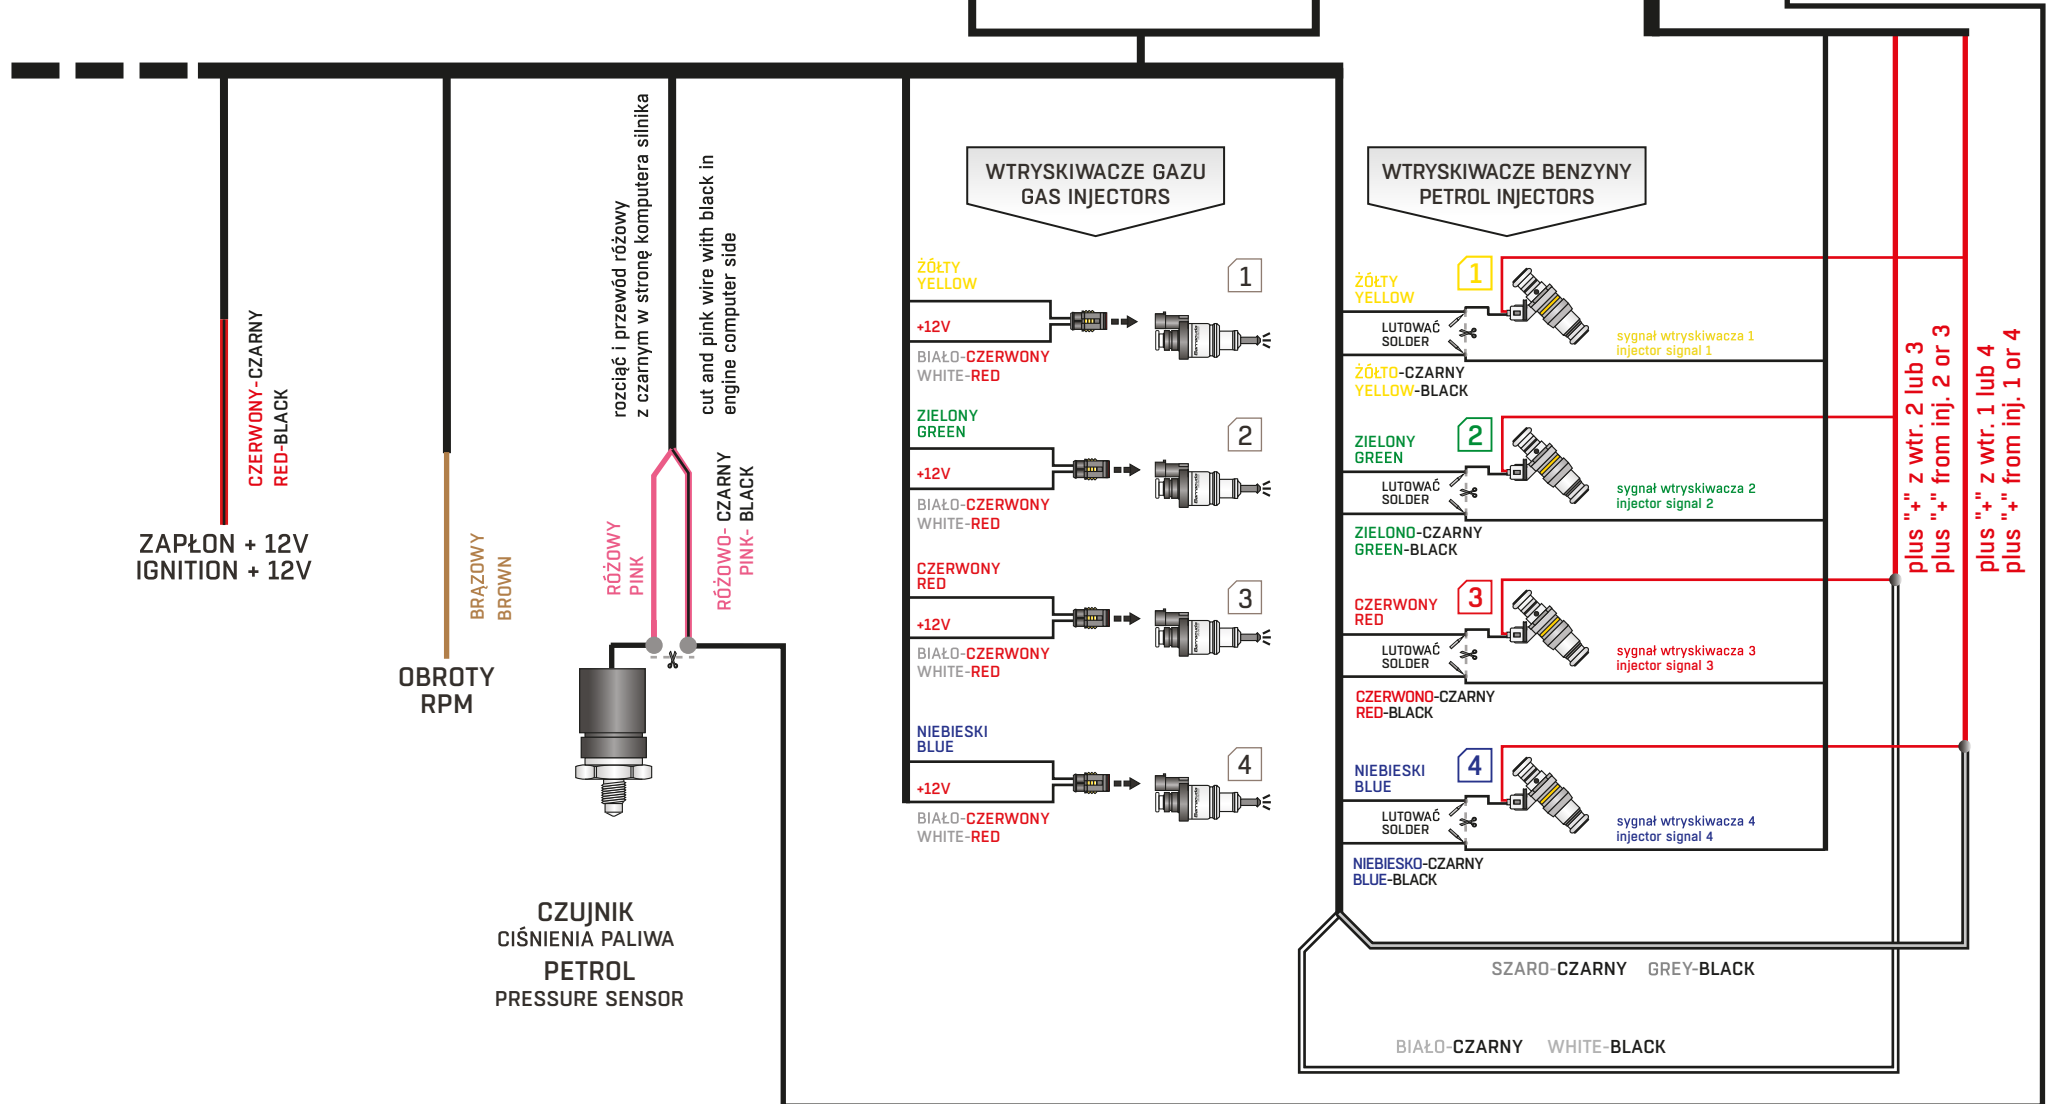 CZERWONY-CZARNY
RED-BLACK
ZAPŁON + 12V
IGNITION + 12V
BRĄZOWY
BROWN
OBROTY
RPM
rozciąć i przewód różowy
z czarnym w stronę komputera silnika
cut and pink wire with black in
engine computer side
RÓŻOWY
PINK
RÓŻOWO- CZARNY
PINK- BLACK
CZUJNIK
CIŚNIENIA PALIWA
PETROL
PRESSURE SENSOR
WTRYSKIWACZE GAZU
GAS INJECTORS
ŻÓŁTY
YELLOW
1
+12V
BIAŁO-CZERWONY
WHITE-RED
ZIELONY
GREEN
2
+12V
BIAŁO-CZERWONY
WHITE-RED
CZERWONY
RED
3
+12V
BIAŁO-CZERWONY
WHITE-RED
NIEBIESKI
BLUE
4
+12V
BIAŁO-CZERWONY
WHITE-RED
WTRYSKIWACZE BENZYNY
PETROL INJECTORS
ŻÓŁTY
YELLOW
1
LUTOWAĆ
SOLDER
sygnał wtryskiwacza 1
injector signal 1
ŻÓŁTO-CZARNY
YELLOW-BLACK
ZIELONY
GREEN
2
LUTOWAĆ
SOLDER
sygnał wtryskiwacza 2
injector signal 2
ZIELONO-CZARNY
GREEN-BLACK
CZERWONY
RED
3
LUTOWAĆ
SOLDER
sygnał wtryskiwacza 3
injector signal 3
CZERWONO-CZARNY
RED-BLACK
NIEBIESKI
BLUE
4
LUTOWAĆ
SOLDER
sygnał wtryskiwacza 4
injector signal 4
NIEBIESKO-CZARNY
BLUE-BLACK
plus "+" z wtr. 2 lub 3
plus "+" from inj. 2 or 3
plus "+" z wtr. 1 lub 4
plus "+" from inj. 1 or 4
SZARO-CZARNY GREY-BLACK
BIAŁO-CZARNY WHITE-BLACK